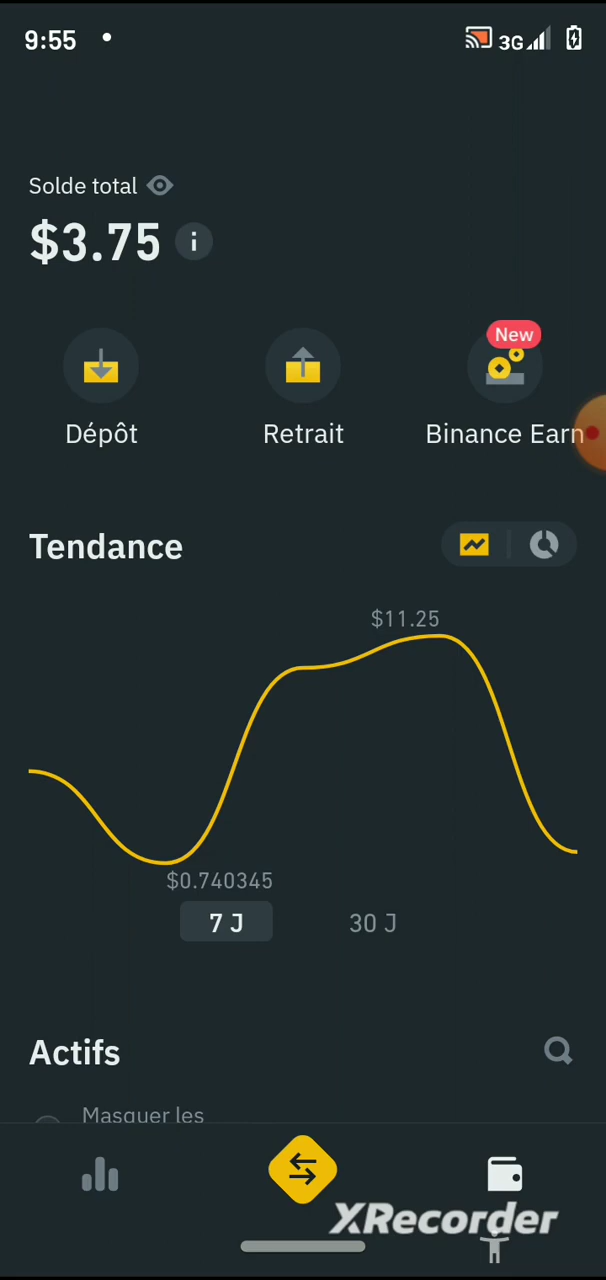 9:55
3G
Solde total
$3.75
i
New
Dépôt
Retrait
Binance Earn
Tendance
$11.25
$0.740345
7 J
30 J
Actifs
Masquer les
XRecorder